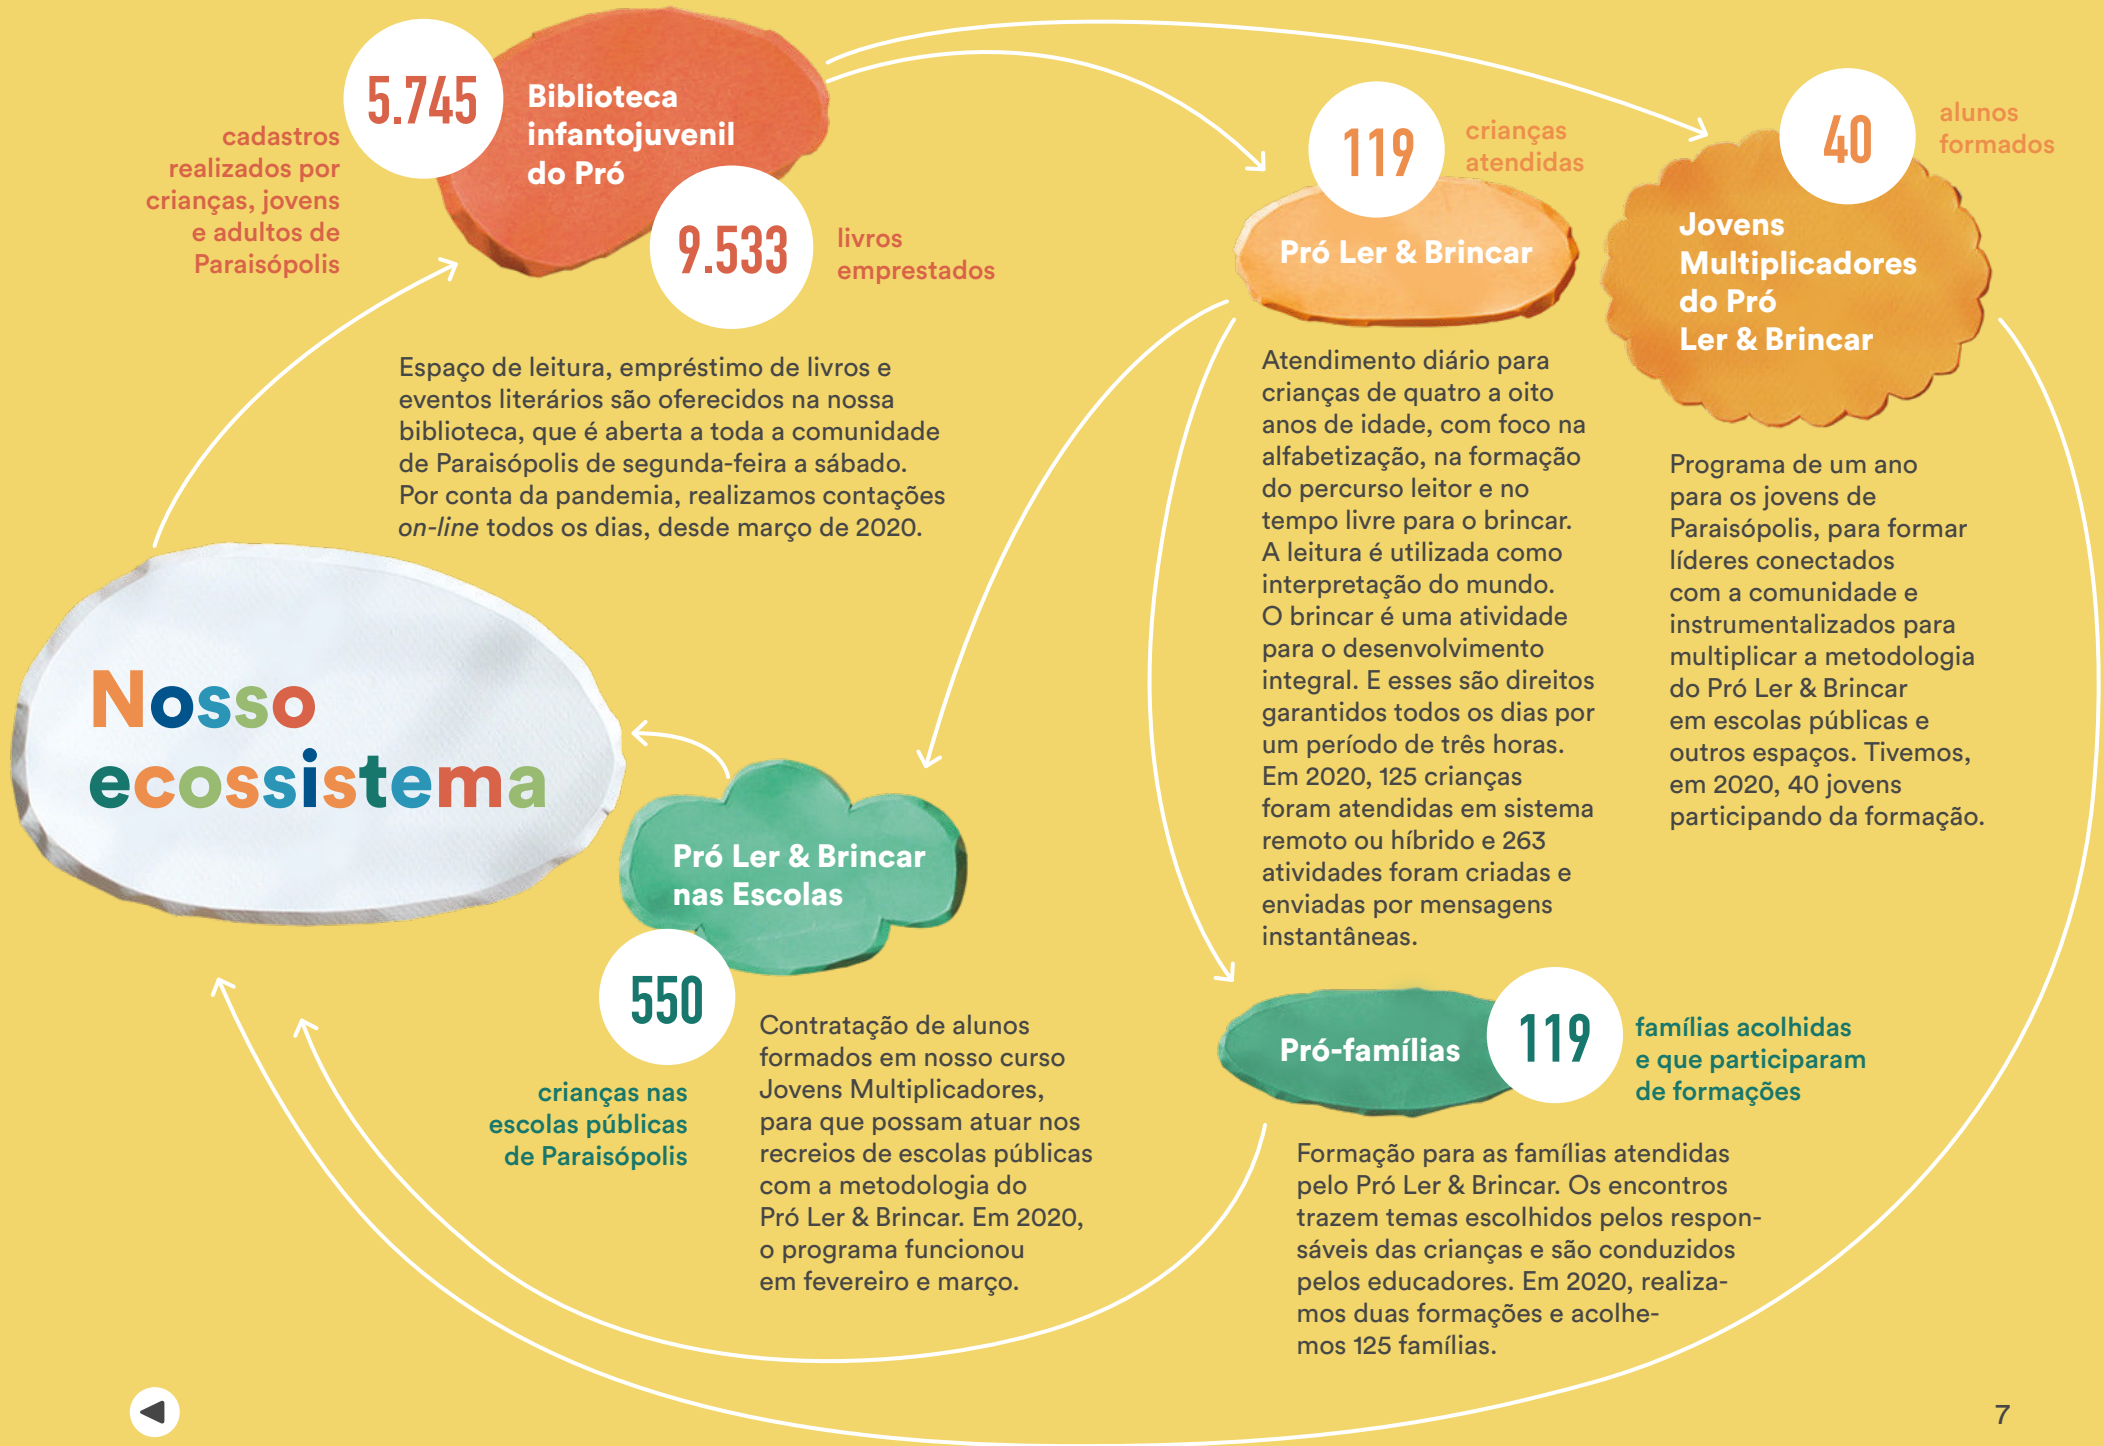 5.745
cadastros
realizados por
crianças, jovens
e adultos de
Paraisópolis
Biblioteca
infantojuvenil
do Pró
9.533
livros
emprestados
Espaço de leitura, empréstimo de livros e
eventos literários são oferecidos na nossa
biblioteca, que é aberta a toda a comunidade
de Paraisópolis de segunda-feira a sábado.
Por conta da pandemia, realizamos contações
on-line todos os dias, desde março de 2020.
119
crianças
atendidas
Pró Ler & Brincar
Atendimento diário para
crianças de quatro a oito
anos de idade, com foco na
alfabetização, na formação
do percurso leitor e no
tempo livre para o brincar.
A leitura é utilizada como
interpretação do mundo.
O brincar é uma atividade
para o desenvolvimento
integral. E esses são direitos
garantidos todos os dias por
um período de três horas.
Em 2020, 125 crianças
foram atendidas em sistema
remoto ou híbrido e 263
atividades foram criadas e
enviadas por mensagens
instantâneas.
40
alunos
formados
Jovens
Multiplicadores
do Pró
Ler & Brincar
Programa de um ano
para os jovens de
Paraisópolis, para formar
líderes conectados
com a comunidade e
instrumentalizados para
multiplicar a metodologia
do Pró Ler & Brincar
em escolas públicas e
outros espaços. Tivemos,
em 2020, 40 jovens
participando da formação.
Nosso
ecossistema
Pró Ler & Brincar
nas Escolas
550
crianças nas
escolas públicas
de Paraisópolis
Contratação de alunos
formados em nosso curso
Jovens Multiplicadores,
para que possam atuar nos
recreios de escolas públicas
com a metodologia do
Pró Ler & Brincar. Em 2020,
o programa funcionou
em fevereiro e março.
Pró-famílias
119
famílias acolhidas
e que participaram
de formações
Formação para as famílias atendidas
pelo Pró Ler & Brincar. Os encontros
trazem temas escolhidos pelos respon-
sáveis das crianças e são conduzidos
pelos educadores. Em 2020, realiza-
mos duas formações e acolhe-
mos 125 famílias.
7